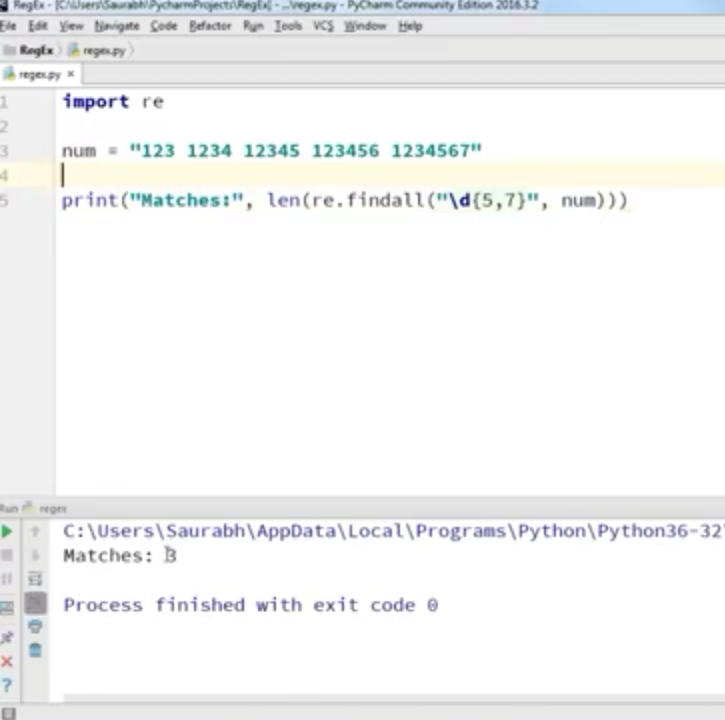 RegEx - [C:\Users\Saurabh\PycharmProjects\RegEx] - ...\regex.py - PyCharm Community Edition 2016.3.2
File Edit View Navigate Code Refactor Run Tools VCS Window Help
RegEx regex.py
regex.py ×
1 import re
2
3 num = "123 1234 12345 123456 1234567"
4
5 print("Matches:", len(re.findall("\d{5,7}", num)))
Run regex
C:\Users\Saurabh\AppData\Local\Programs\Python\Python36-32
Matches: 3
Process finished with exit code 0